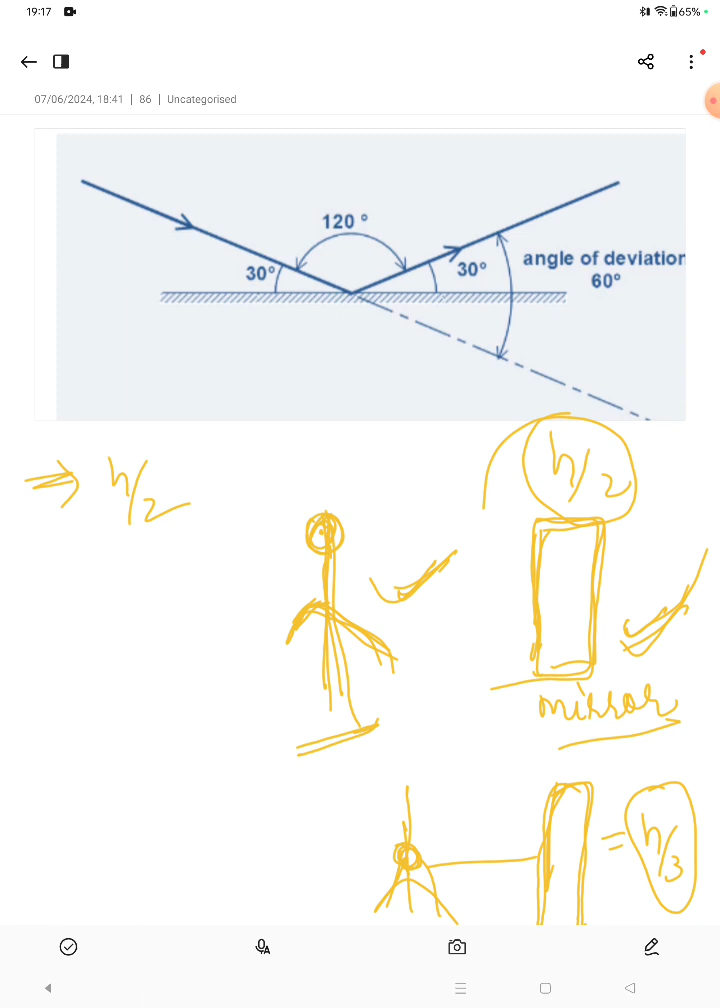 19:17
65%
07/06/2024, 18:41 | 86 | Uncategorised
120 °
30°
30°
angle of deviation
60°
⇒ h/2
h/2
mirror
= h/3